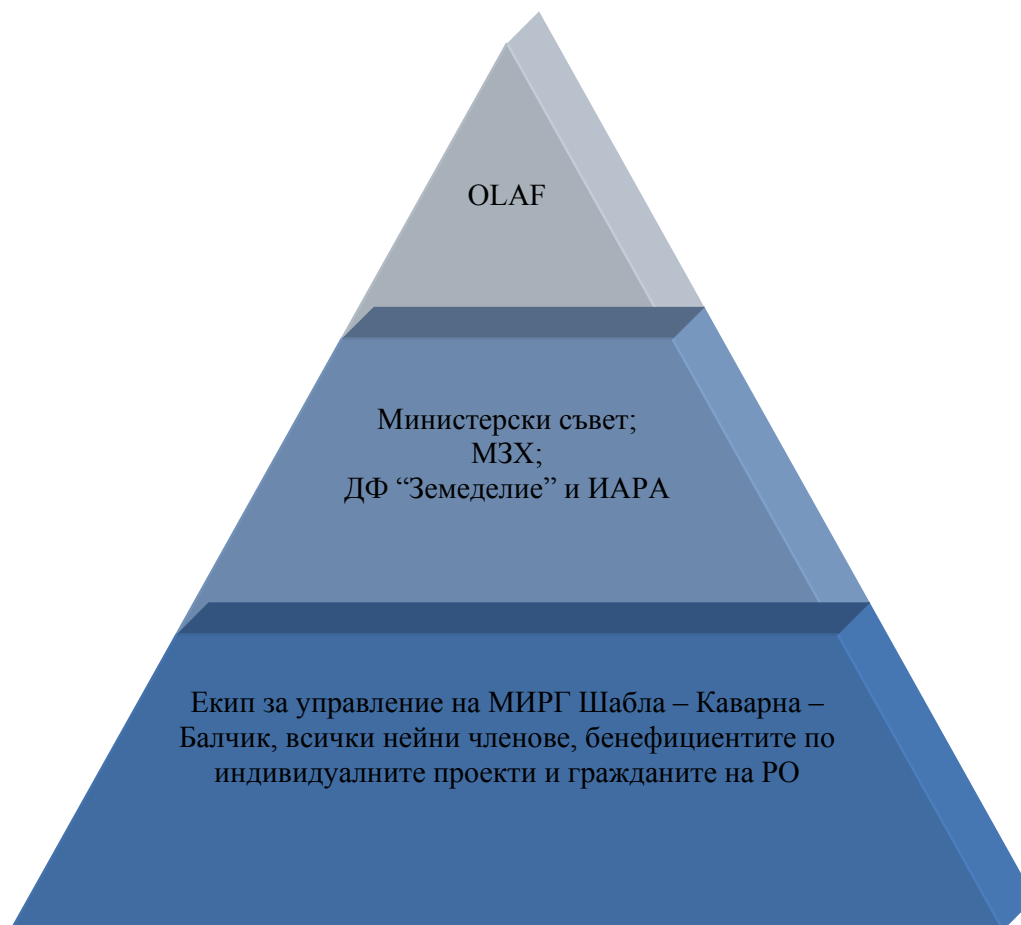 OLAF
Министерски съвет;
МЗХ;
ДФ “Земеделие” и ИАРА
Екип за управление на МИРГ Шабла – Каварна –
Балчик, всички нейни членове, бенефициентите по
индивидуалните проекти и гражданите на РО